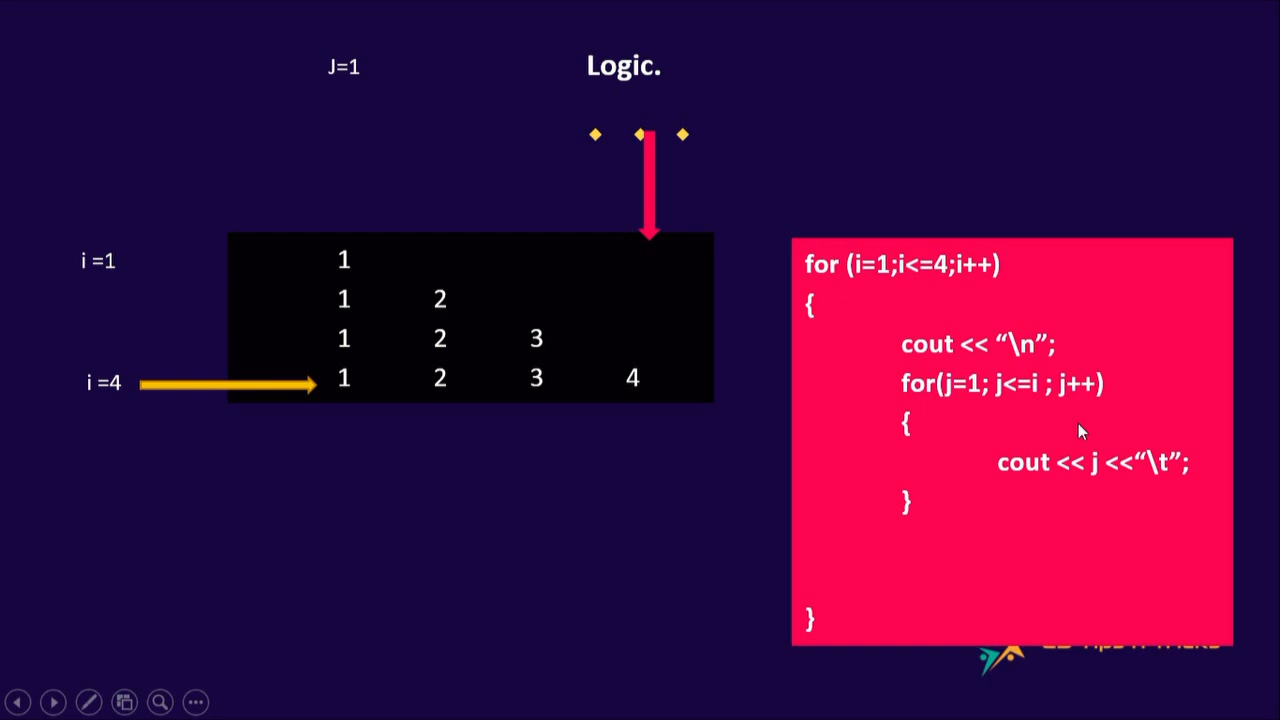 J=1
Logic.
i =1
1
1 2
1 2 3
i =4
1 2 3 4
for (i=1;i<=4;i++)
{
cout << “\n”;
for(j=1; j<=i ; j++)
{
cout << j <<“\t”;
}
}